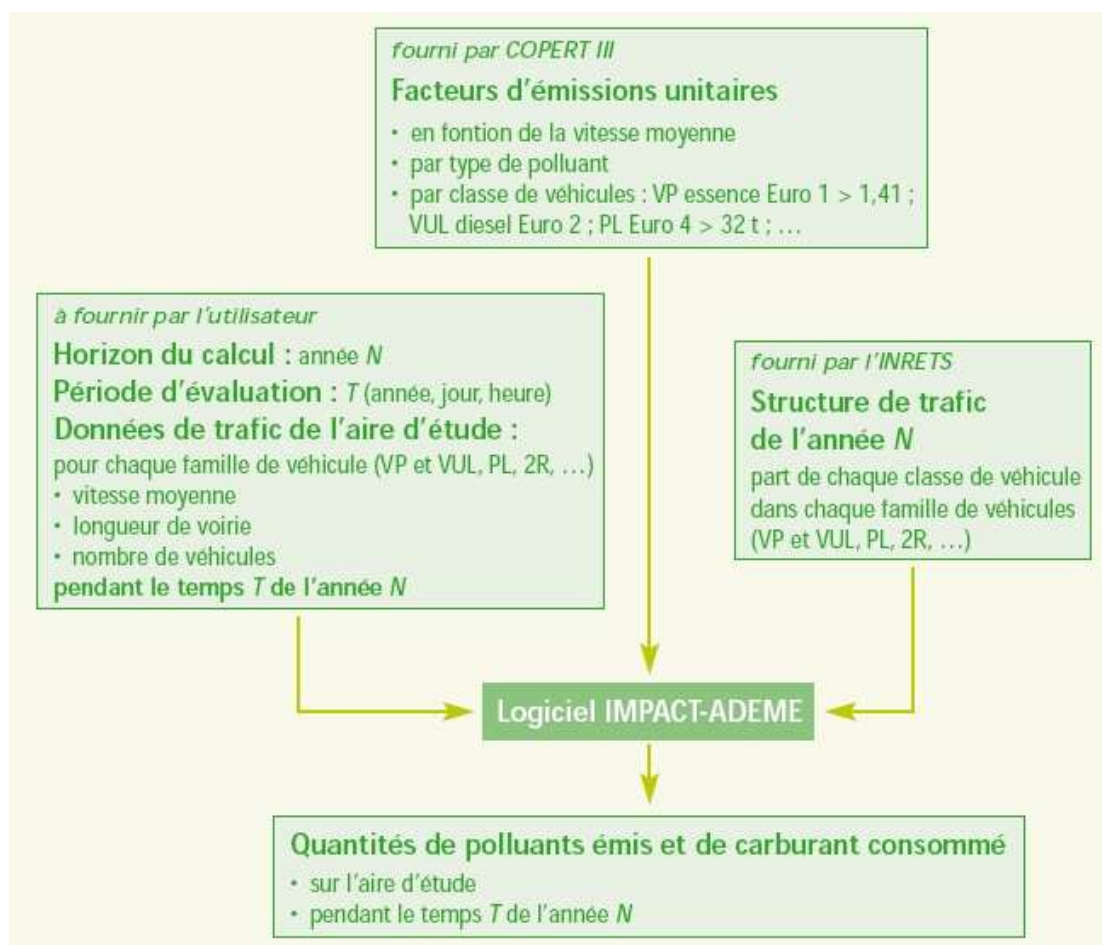 fourni par COPERT III
Facteurs d'émissions unitaires
• en fontion de la vitesse moyenne
• par type de polluant
• par classe de véhicules : VP essence Euro 1 > 1,41 ;
VUL diesel Euro 2 ; PL Euro 4 > 32 t ; …
à fournir par l'utilisateur
Horizon du calcul : année N
Période d'évaluation : T (année, jour, heure)
Données de trafic de l'aire d'étude :
pour chaque famille de véhicule (VP et VUL, PL, 2R, …)
• vitesse moyenne
• longueur de voirie
• nombre de véhicules
pendant le temps T de l'année N
fourni par l'INRETS
Structure de trafic
de l'année N
part de chaque classe de véhicule
dans chaque famille de véhicules
(VP et VUL, PL, 2R, …)
Logiciel IMPACT-ADEME
Quantités de polluants émis et de carburant consommé
• sur l'aire d'étude
• pendant le temps T de l'année N